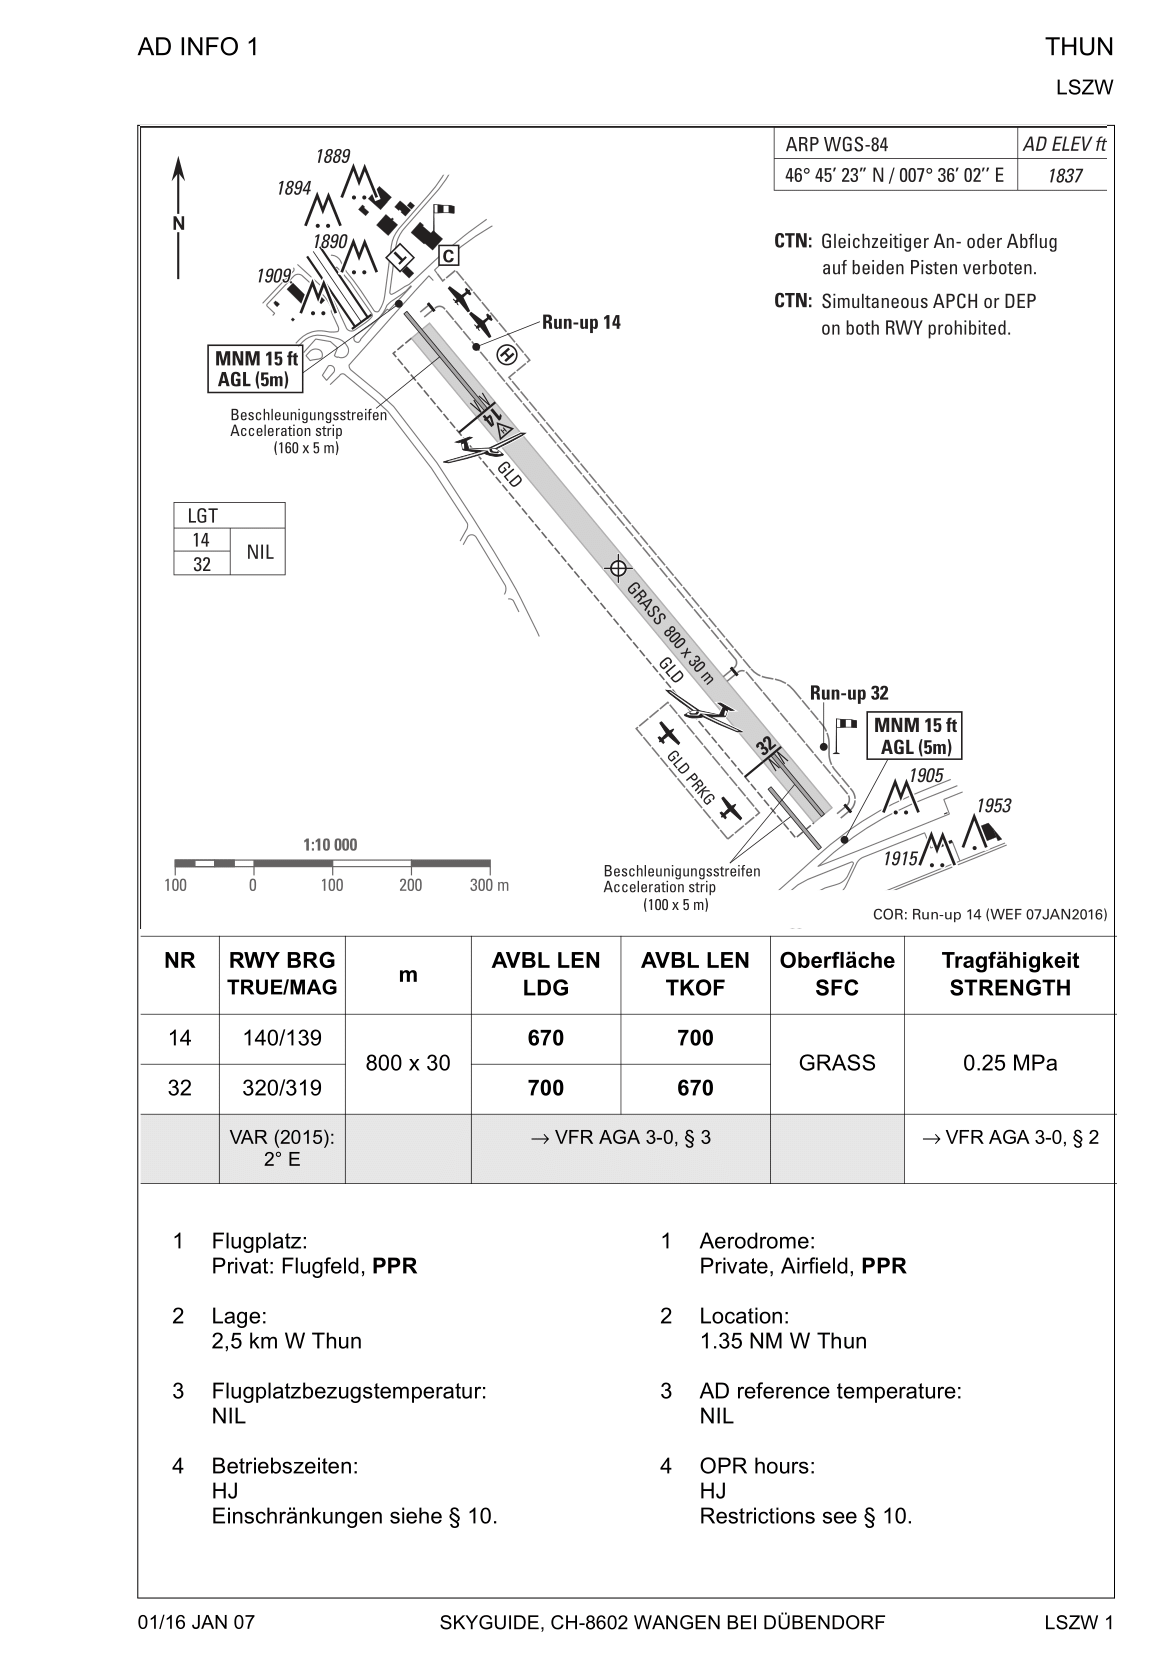 AD INFO 1
THUN
LSZW
ARP WGS-84
AD ELEV ft
46° 45′ 23″ N / 007° 36′ 02′′ E
1837
N
1889
1894
1890
1909
1
C
CTN: Gleichzeitiger An- oder Abflug
auf beiden Pisten verboten.
CTN: Simultaneous APCH or DEP
on both RWY prohibited.
Run-up 14
H
MNM 15 ft
AGL (5m)
Beschleunigungsstreifen
Acceleration strip
(160 x 5 m)
14
H
GLD
LGT
14
32
NIL
GRASS 800 x 30 m
GLD
Run-up 32
MNM 15 ft
AGL (5m)
32
GLD PRKG
1905
1953
1915
1:10 000
100 0 100 200 300 m
Beschleunigungsstreifen
Acceleration strip
(100 x 5 m)
COR: Run-up 14 (WEF 07JAN2016)
NR
RWY BRG
TRUE/MAG
m
AVBL LEN
LDG
AVBL LEN
TKOF
Oberfläche
SFC
Tragfähigkeit
STRENGTH
14 140/139 670 700
800 x 30 GRASS 0.25 MPa
32 320/319 700 670
VAR (2015):
2° E
→ VFR AGA 3-0, § 3
→ VFR AGA 3-0, § 2
1 Flugplatz:
Privat: Flugfeld, PPR
2 Lage:
2,5 km W Thun
3 Flugplatzbezugstemperatur:
NIL
4 Betriebszeiten:
HJ
Einschränkungen siehe § 10.
1 Aerodrome:
Private, Airfield, PPR
2 Location:
1.35 NM W Thun
3 AD reference temperature:
NIL
4 OPR hours:
HJ
Restrictions see § 10.
01/16 JAN 07
SKYGUIDE, CH-8602 WANGEN BEI DÜBENDORF
LSZW 1